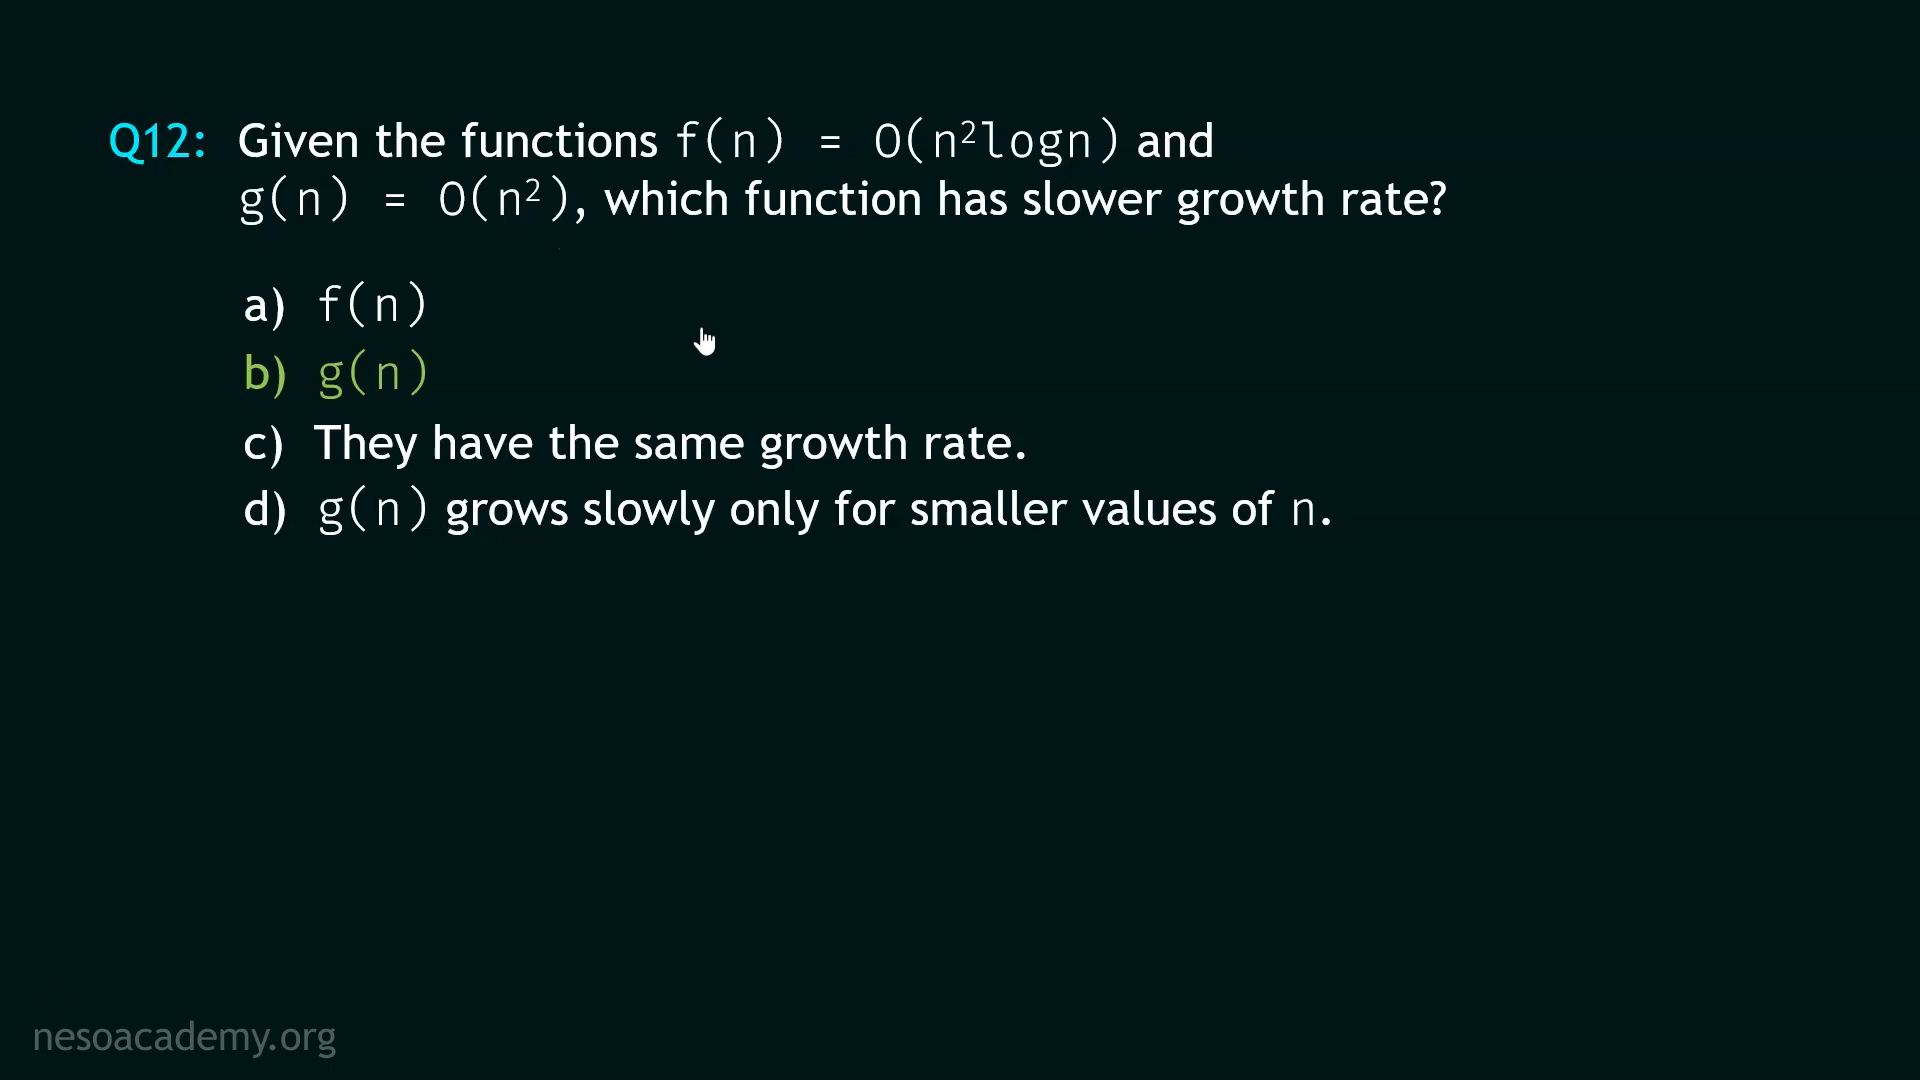 Q12: Given the functions f(n) = O(n²logn) and
g(n) = O(n²), which function has slower growth rate?
a) f(n)
b) g(n)
c) They have the same growth rate.
d) g(n) grows slowly only for smaller values of n.
nesoacademy.org